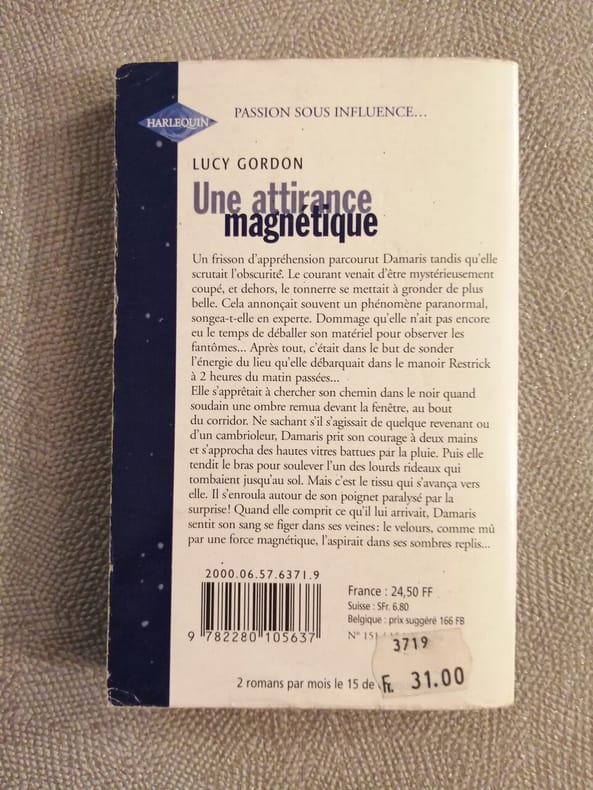 HARLEQUIN
PASSION SOUS INFLUENCE...
LUCY GORDON
Une attirance
magnétique
Un frisson d'appréhension parcourut Damaris tandis qu'elle
scrutait l'obscurité. Le courant venait d'être mystérieusement
coupé, et dehors, le tonnerre se mettait à gronder de plus
belle. Cela annonçait souvent un phénomène paranormal,
songea-t-elle en experte. Dommage qu'elle n'ait pas encore
eu le temps de déballer son matériel pour observer les
fantômes... Après tout, c'était dans le but de sonder
l'énergie du lieu qu'elle débarquait dans le manoir Restrick
à 2 heures du matin passées...
Elle s'apprêtait à chercher son chemin dans le noir quand
soudain une ombre remua devant la fenêtre, au bout
du corridor. Ne sachant s'il s'agissait de quelque revenant ou
d'un cambrioleur, Damaris prit son courage à deux mains
et s'approcha des hautes vitres battues par la pluie. Puis elle
tendit le bras pour soulever l'un des lourds rideaux qui
tombaient jusqu'au sol. Mais c'est le tissu qui s'avança vers
elle. Il s'enroula autour de son poignet paralysé par la
surprise! Quand elle comprit ce qu'il lui arrivait, Damaris
sentit son sang se figer dans ses veines: le velours, comme mû
par une force magnétique, l'aspirait dans ses sombres replis...
2000.06.57.6371.9
9 782280 105637
France : 24,50 FF
Suisse : SFr. 6.80
Belgique : prix suggéré 166 FB
N°
3719
Fr. 31.00
2 romans par mois le 15 de